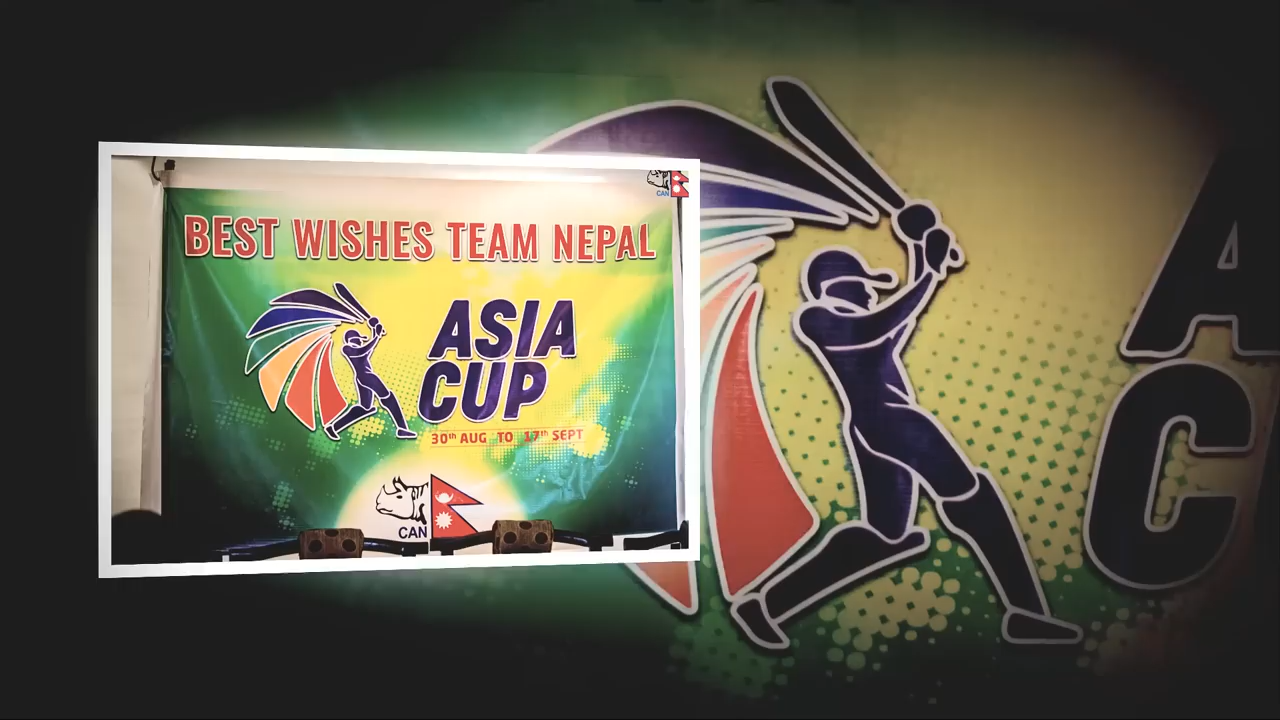 CAN
BEST WISHES TEAM NEPAL
ASIA
CUP
30th AUG TO 17th SEPT
CAN
A
C